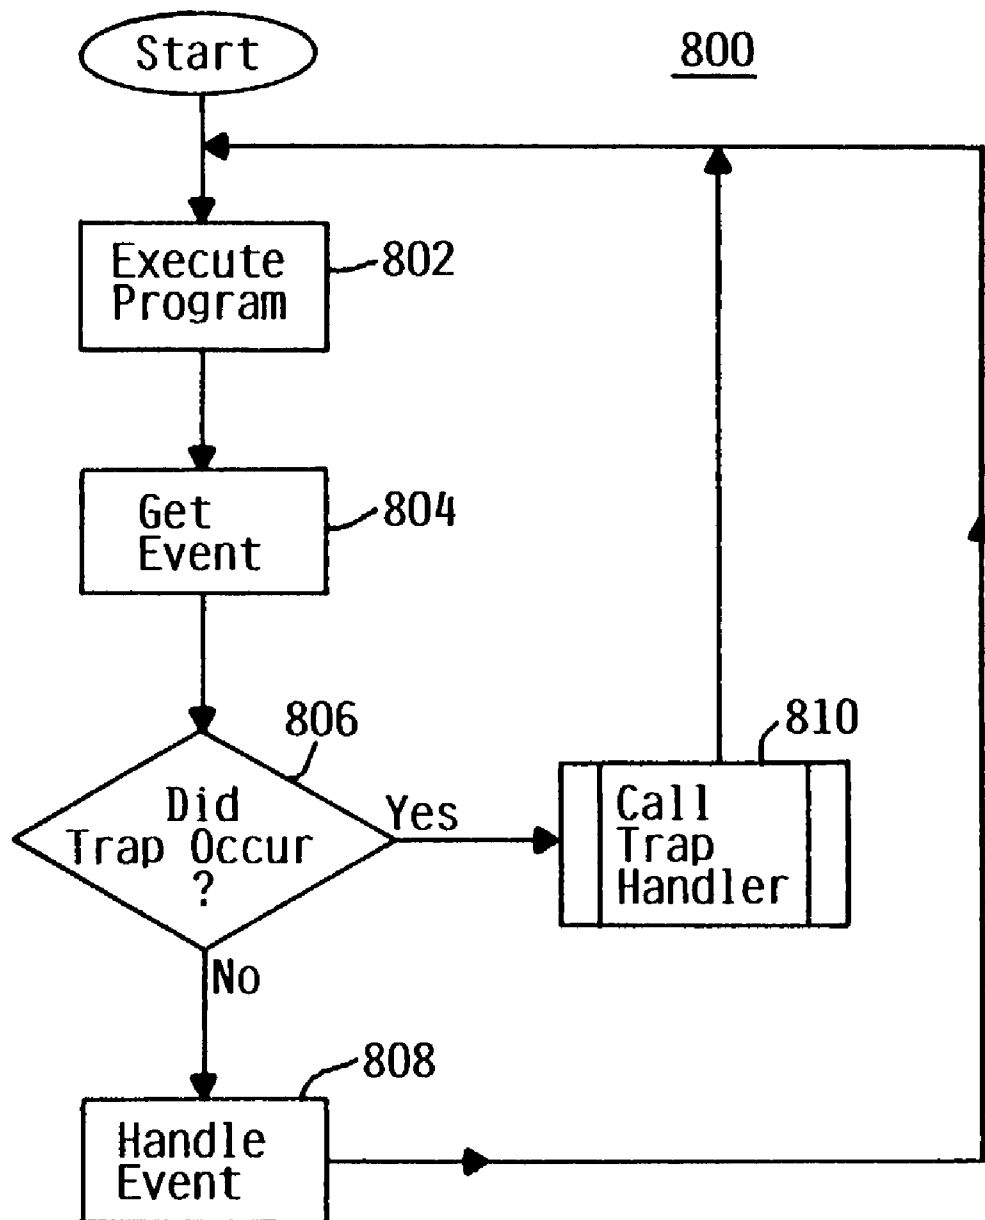 Start
800
Execute
Program
802
Get
Event
804
806
Did
Trap Occur
?
Yes
810
Call
Trap
Handler
No
808
Handle
Event